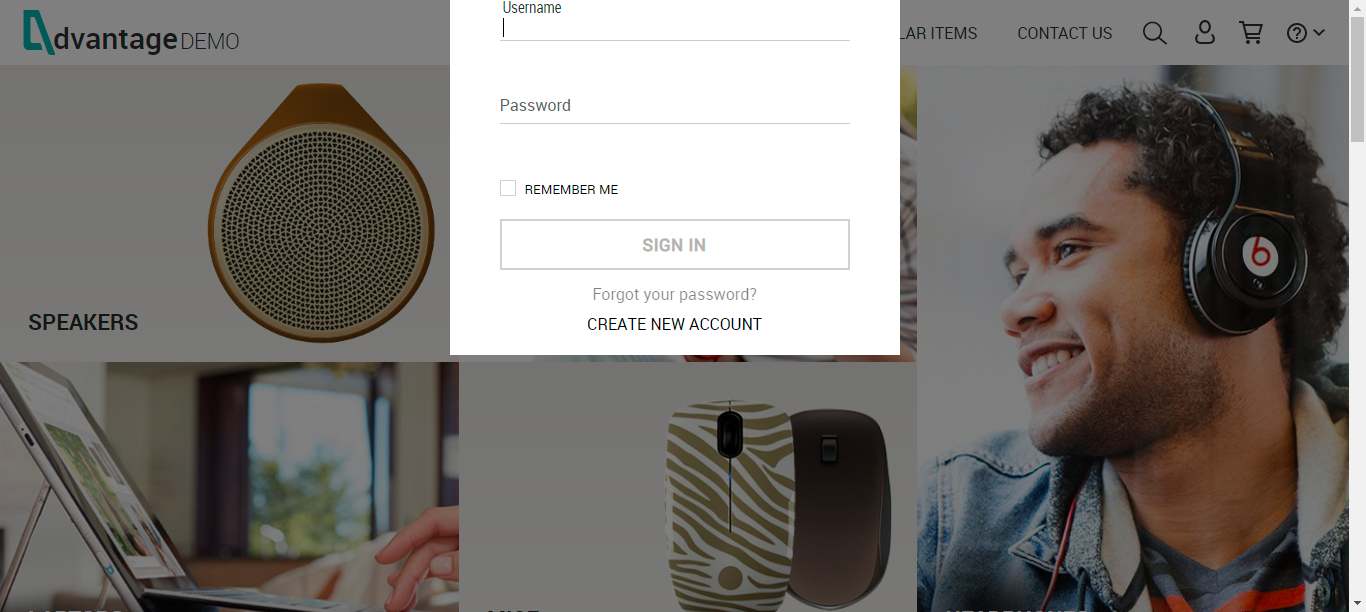 Username
dvantage DEMO
LAR ITEMS
CONTACT US
Password
REMEMBER ME
SIGN IN
Forgot your password?
CREATE NEW ACCOUNT
SPEAKERS